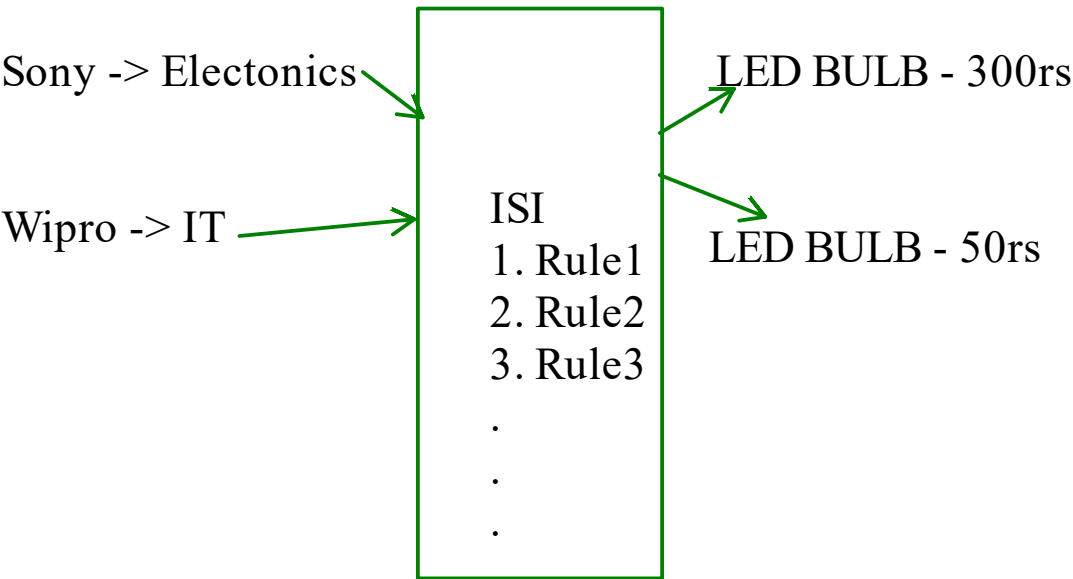 Sony -> Electonics
Wipro -> IT
ISI
1. Rule1
2. Rule2
3. Rule3
.
.
.
LED BULB - 300rs
LED BULB - 50rs